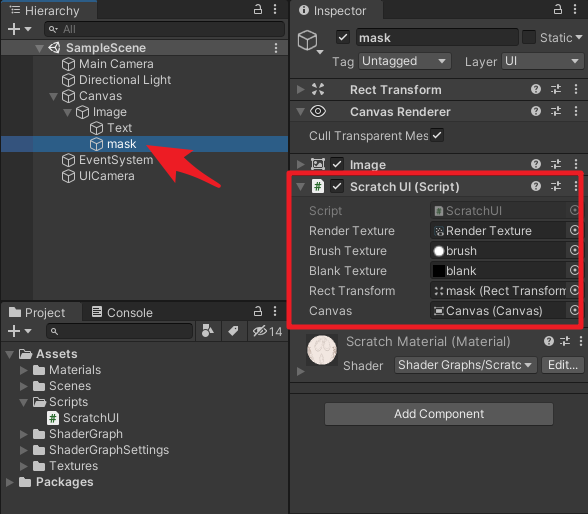 Hierarchy
All
SampleScene
Main Camera
Directional Light
Canvas
Image
Text
mask
EventSystem
UICamera
Project
Console
14
Assets
Materials
Scenes
Scripts
ScratchUI
ShaderGraph
ShaderGraphSettings
Textures
Packages
Inspector
mask
Static
Tag Untagged Layer UI
Rect Transform
Canvas Renderer
Cull Transparent Mes
Image
# Scratch UI (Script)
Script ScratchUI
Render Texture Render Texture
Brush Texture brush
Blank Texture blank
Rect Transform mask (Rect Transform
Canvas Canvas (Canvas)
Scratch Material (Material)
Shader Shader Graphs/Scratc Edit...
Add Component